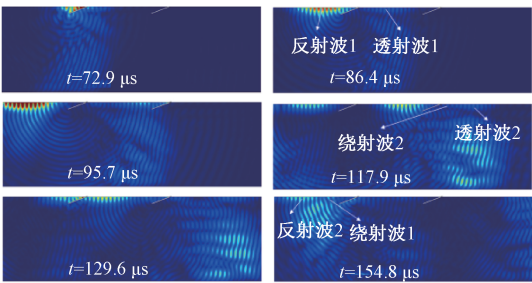 t=72.9 μs
反射波1 透射波1
t=86.4 μs
t=95.7 μs
绕射波2 透射波2
t=117.9 μs
t=129.6 μs
反射波2 绕射波1
t=154.8 μs